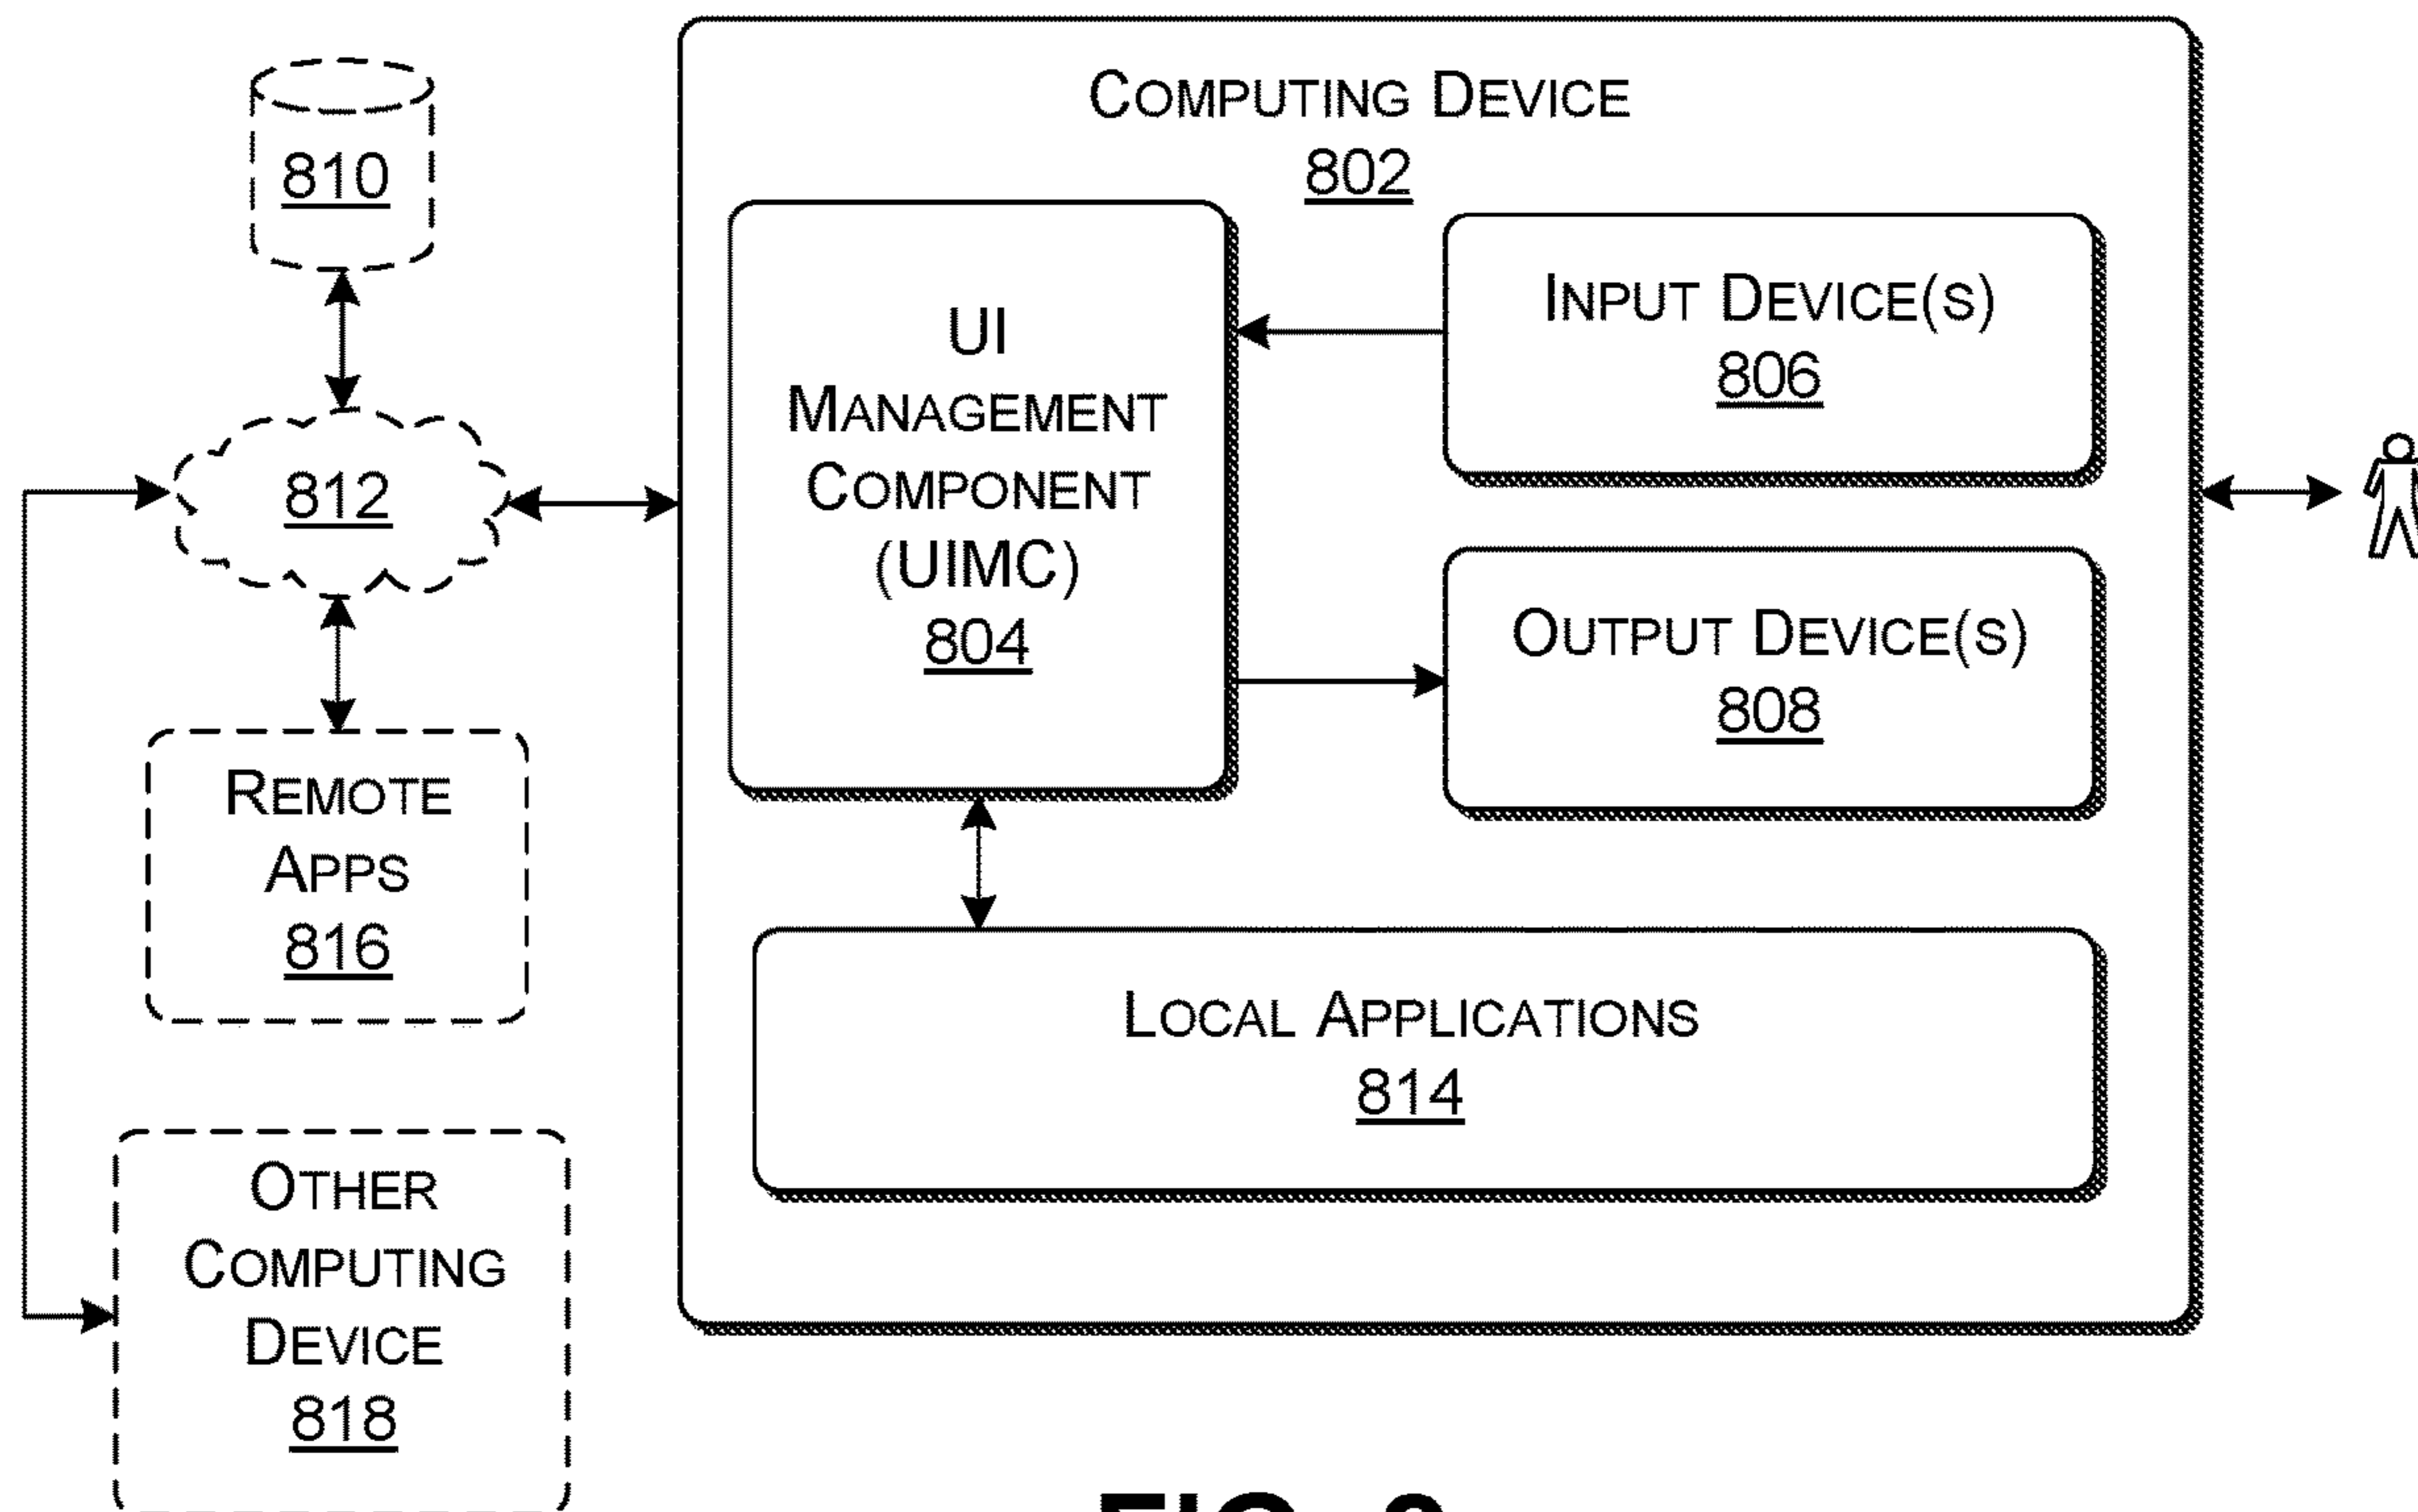 810
812
REMOTE
APPS
816
OTHER
COMPUTING
DEVICE
818
COMPUTING DEVICE
802
UI
MANAGEMENT
COMPONENT
(UIMC)
804
INPUT DEVICE(S)
806
OUTPUT DEVICE(S)
808
LOCAL APPLICATIONS
814